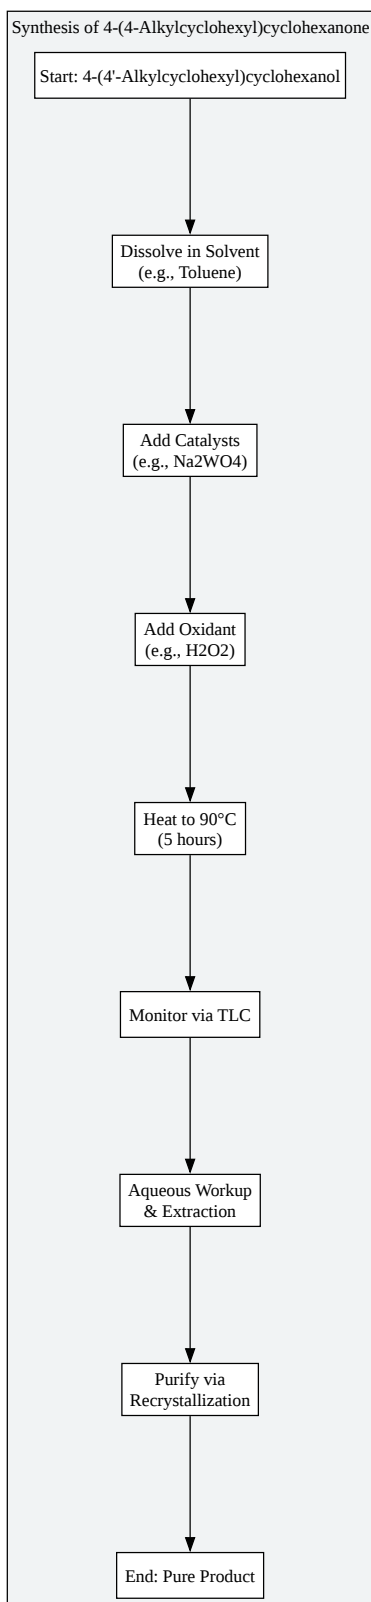 Synthesis of 4-(4-Alkylcyclohexyl)cyclohexanone
Start: 4-(4'-Alkylcyclohexyl)cyclohexanol
Dissolve in Solvent
(e.g., Toluene)
Add Catalysts
(e.g., Na2WO4)
Add Oxidant
(e.g., H2O2)
Heat to 90°C
(5 hours)
Monitor via TLC
Aqueous Workup
& Extraction
Purify via
Recrystallization
End: Pure Product